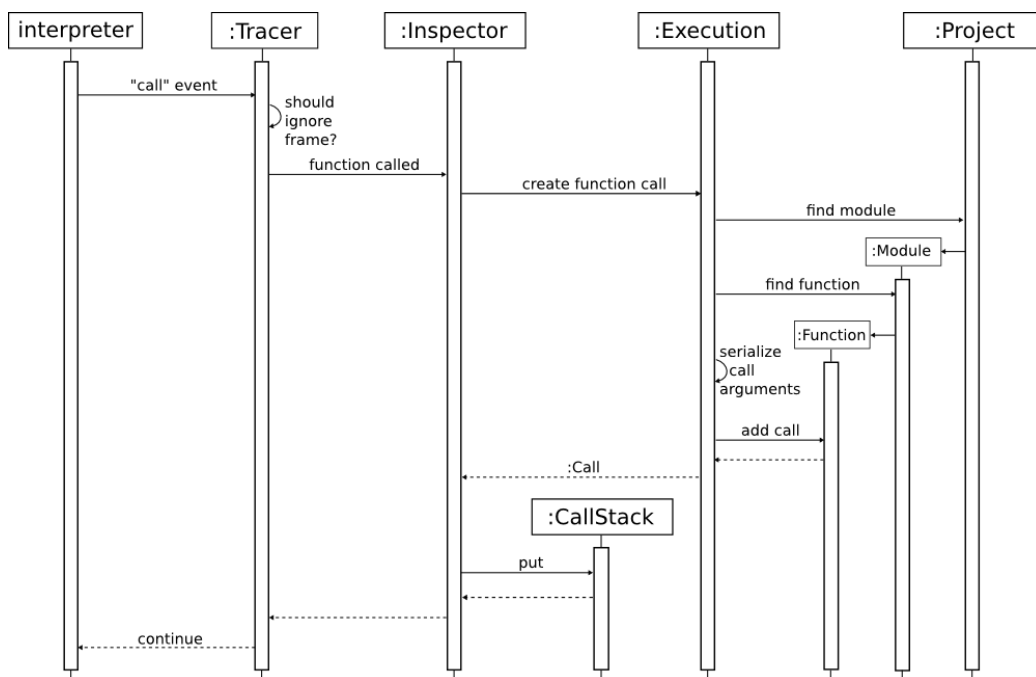 interpreter
:Tracer
:Inspector
:Execution
:Project
"call" event
should
ignore
frame?
function called
create function call
find module
:Module
find function
:Function
serialize
call
arguments
add call
:Call
:CallStack
put
continue